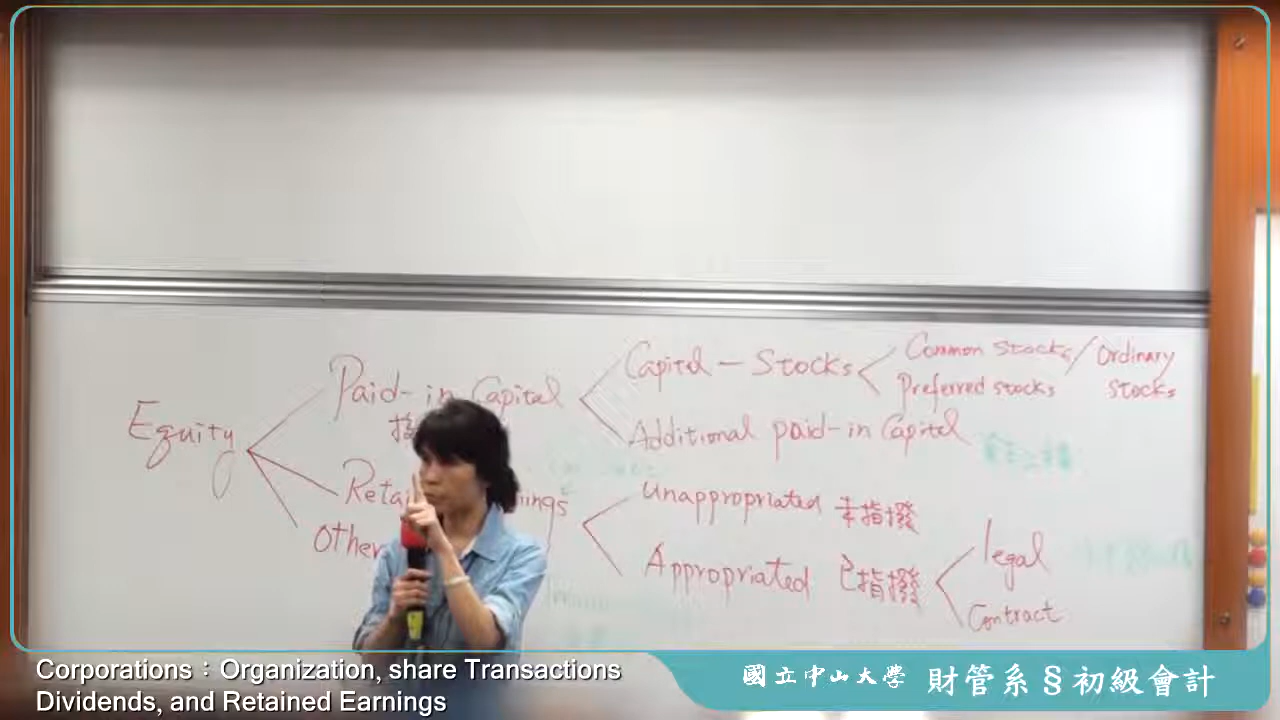 Common stocks / Ordinary stocks
Capital — Stocks
Preferred stocks
Paid-in Capital
Equity
Additional paid-in Capital
Unappropriated 未指撥
Other
legal
Appropriated 已指撥
Contract
Corporations：Organization, share Transactions
Dividends, and Retained Earnings
國立中山大學 財管系§初級會計